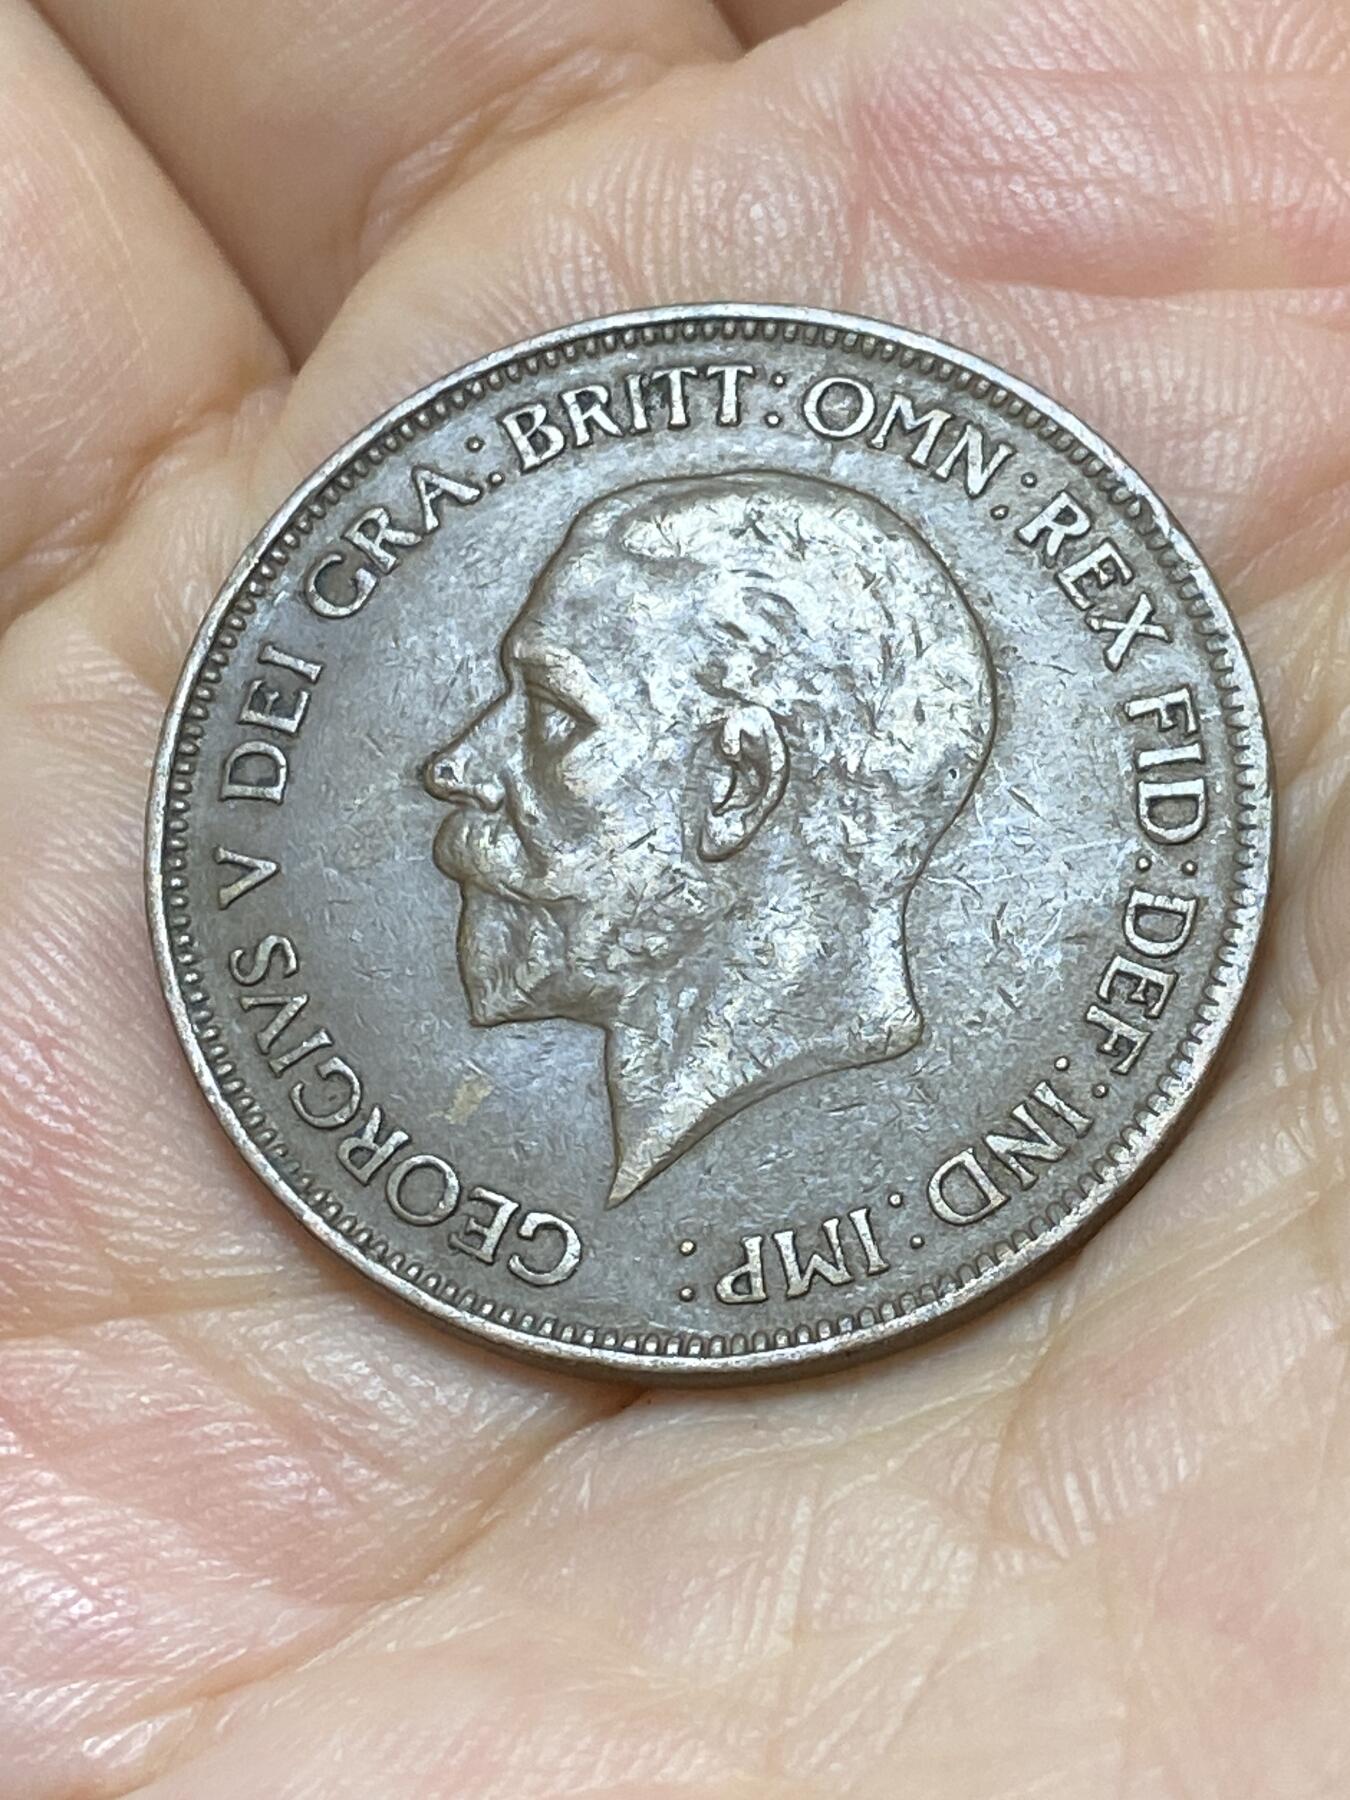 GEORGIVS V DEI GRA: BRITT: OMN: REX FID: DEF: IND: IMP: